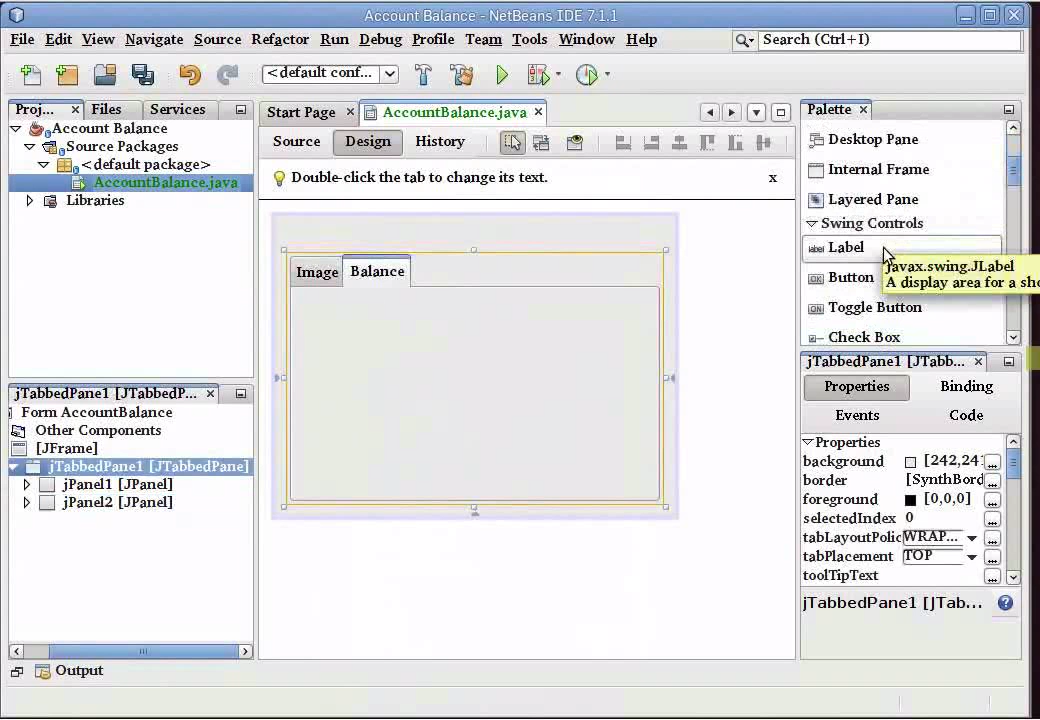 Account Balance - NetBeans IDE 7.1.1
File Edit View Navigate Source Refactor Run Debug Profile Team Tools Window Help
Search (Ctrl+I)
<default conf...
Proj... × Files Services
Account Balance
Source Packages
<default package>
AccountBalance.java
Libraries
jTabbedPane1 [JTabbedP... ×
Form AccountBalance
Other Components
[JFrame]
jTabbedPane1 [JTabbedPane]
jPanel1 [JPanel]
jPanel2 [JPanel]
Output
Start Page × AccountBalance.java ×
Source Design History
Double-click the tab to change its text. x
Image Balance
Palette ×
Desktop Pane
Internal Frame
Layered Pane
Swing Controls
label Label
OK Button
ON Toggle Button
Check Box
javax.swing.JLabel
A display area for a sho
jTabbedPane1 [JTabb... ×
Properties Binding
Events Code
Properties
background [242,241 ...
border [SynthBord ...
foreground [0,0,0] ...
selectedIndex 0 ...
tabLayoutPolic WRAP... ...
tabPlacement TOP ...
toolTipText ...
jTabbedPane1 [JTab... ?